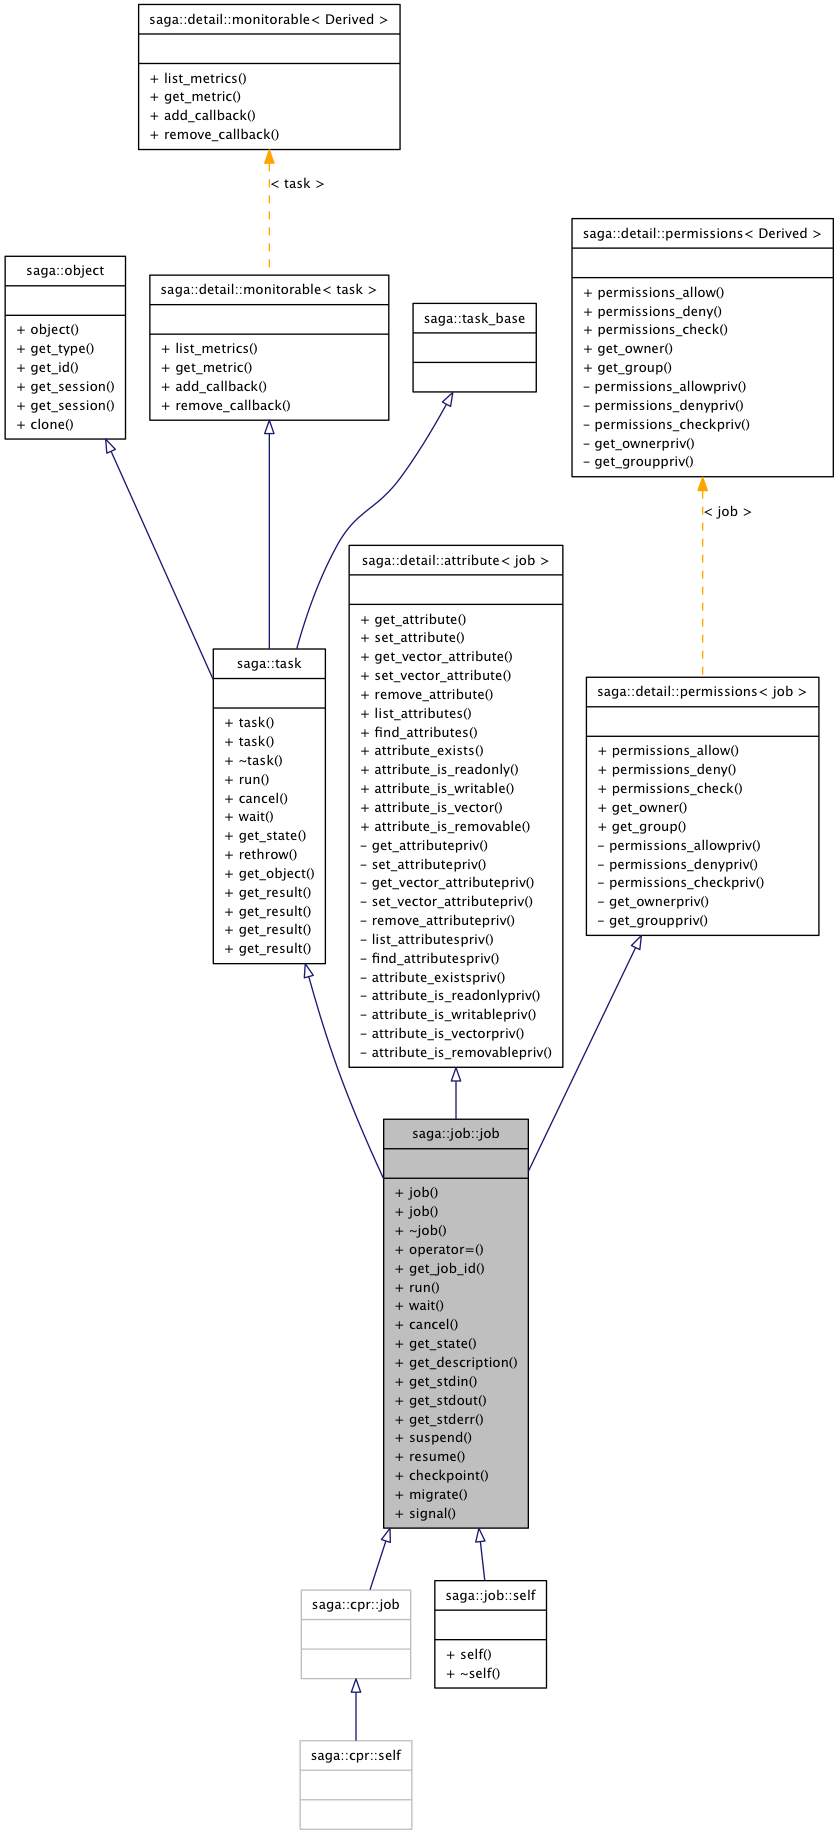 saga::detail::monitorable< Derived >
+ list_metrics()
+ get_metric()
+ add_callback()
+ remove_callback()
< task >
saga::detail::permissions< Derived >
+ permissions_allow()
+ permissions_deny()
+ permissions_check()
+ get_owner()
+ get_group()
- permissions_allowpriv()
- permissions_denypriv()
- permissions_checkpriv()
- get_ownerpriv()
- get_grouppriv()
saga::object
+ object()
+ get_type()
+ get_id()
+ get_session()
+ get_session()
+ clone()
saga::detail::monitorable< task >
+ list_metrics()
+ get_metric()
+ add_callback()
+ remove_callback()
saga::task_base
< job >
saga::detail::attribute< job >
+ get_attribute()
+ set_attribute()
+ get_vector_attribute()
+ set_vector_attribute()
+ remove_attribute()
+ list_attributes()
+ find_attributes()
+ attribute_exists()
+ attribute_is_readonly()
+ attribute_is_writable()
+ attribute_is_vector()
+ attribute_is_removable()
- get_attributepriv()
- set_attributepriv()
- get_vector_attributepriv()
- set_vector_attributepriv()
- remove_attributepriv()
- list_attributespriv()
- find_attributespriv()
- attribute_existspriv()
- attribute_is_readonlypriv()
- attribute_is_writablepriv()
- attribute_is_vectorpriv()
- attribute_is_removablepriv()
saga::task
+ task()
+ task()
+ ~task()
+ run()
+ cancel()
+ wait()
+ get_state()
+ rethrow()
+ get_object()
+ get_result()
+ get_result()
+ get_result()
+ get_result()
saga::detail::permissions< job >
+ permissions_allow()
+ permissions_deny()
+ permissions_check()
+ get_owner()
+ get_group()
- permissions_allowpriv()
- permissions_denypriv()
- permissions_checkpriv()
- get_ownerpriv()
- get_grouppriv()
saga::job::job
+ job()
+ job()
+ ~job()
+ operator=()
+ get_job_id()
+ run()
+ wait()
+ cancel()
+ get_state()
+ get_description()
+ get_stdin()
+ get_stdout()
+ get_stderr()
+ suspend()
+ resume()
+ checkpoint()
+ migrate()
+ signal()
saga::cpr::job
saga::job::self
+ self()
+ ~self()
saga::cpr::self